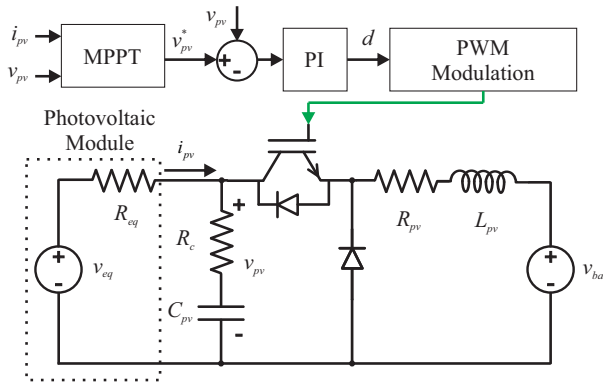 v_pv
i_pv
v_pv
MPPT
v*_pv
+
-
PI
d
PWM
Modulation
Photovoltaic
Module
i_pv
R_eq
+
R_c
v_pv
R_pv
L_pv
+
-
v_eq
C_pv
-
+
-
v_ba